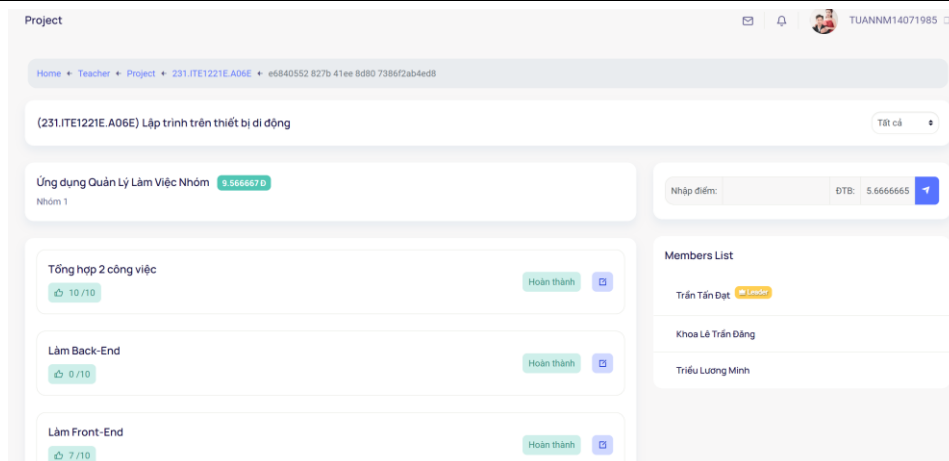 Project
TUANNM14071985
Home Teacher Project 231.ITE1221E.A06E e6840552 827b 41ee 8d80 7386f2ab4ed8
(231.ITE1221E.A06E) Lập trình trên thiết bị di động
Tất cả
Ứng dụng Quản Lý Làm Việc Nhóm 9.566667 Đ
Nhóm 1
Nhập điểm: ĐTB: 5.6666665
Tổng hợp 2 công việc
10 /10
Hoàn thành
Làm Back-End
0 /10
Hoàn thành
Làm Front-End
7 /10
Hoàn thành
Members List
Trần Tấn Đạt Leader
Khoa Lê Trần Đăng
Triều Lương Minh